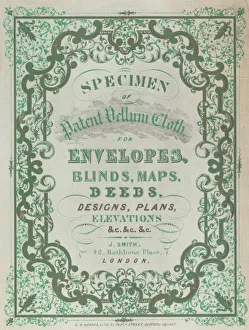 SPECIMEN
OF
Patent Vellum Cloth,
FOR
ENVELOPES,
BLINDS, MAPS,
DEEDS,
DESIGNS, PLANS,
ELEVATIONS
&c. &c. &c.
J. SMITH,
42, Rathbone Place,
LONDON.